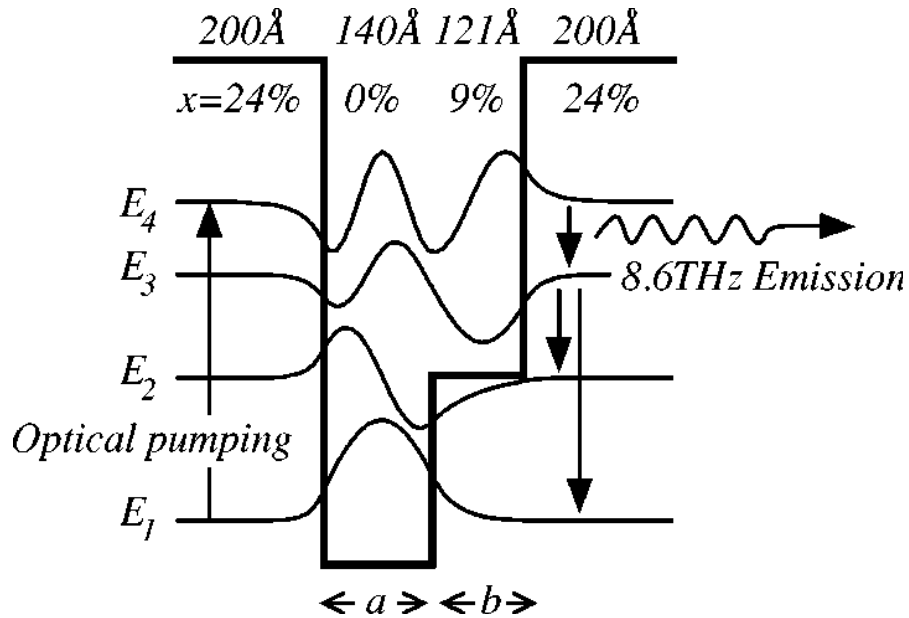 200Å 140Å 121Å 200Å
x=24% 0% 9% 24%
E4
E3
8.6THz Emission
E2
Optical pumping
E1
a b